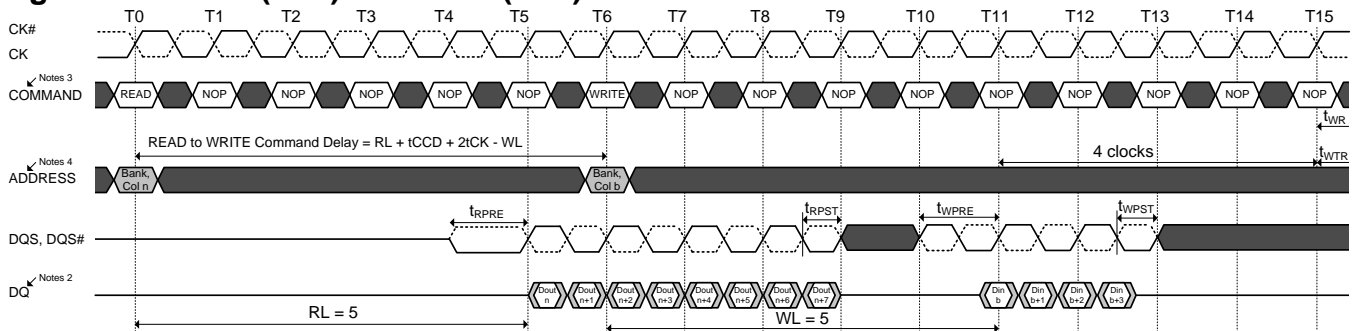 T0 T1 T2 T3 T4 T5 T6 T7 T8 T9 T10 T11 T12 T13 T14 T15
CK#
CK
Notes 3
COMMAND READ NOP NOP NOP NOP NOP WRITE NOP NOP NOP NOP NOP NOP NOP NOP NOP
tWR
READ to WRITE Command Delay = RL + tCCD + 2tCK - WL
4 clocks
tWTR
Notes 4
ADDRESS
Bank, Col n
Bank, Col b
tRPRE tRPST tWPRE tWPST
DQS, DQS#
Notes 2
DQ
Dout n
Dout n+1
Dout n+2
Dout n+3
Dout n+4
Dout n+5
Dout n+6
Dout n+7
Din b
Din b+1
Din b+2
Din b+3
RL = 5
WL = 5